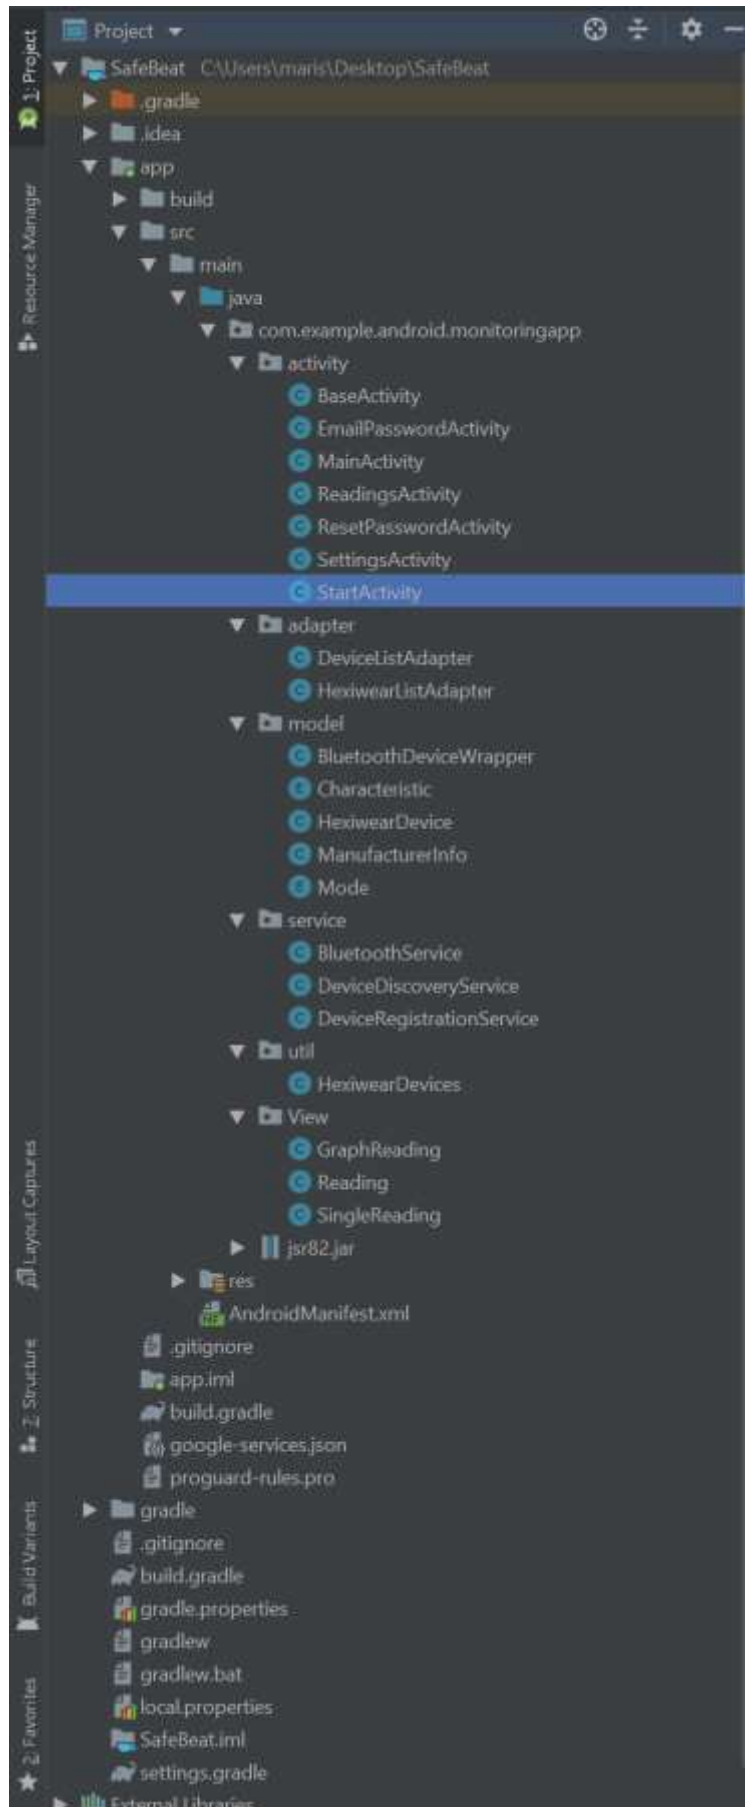 Project
SafeBeat C:\Users\maris\Desktop\SafeBeat
.gradle
.idea
app
build
src
main
java
com.example.android.monitoringapp
activity
BaseActivity
EmailPasswordActivity
MainActivity
ReadingsActivity
ResetPasswordActivity
SettingsActivity
StartActivity
adapter
DeviceListAdapter
HexiwearListAdapter
model
BluetoothDeviceWrapper
Characteristic
HexiwearDevice
ManufacturerInfo
Mode
service
BluetoothService
DeviceDiscoveryService
DeviceRegistrationService
util
HexiwearDevices
View
GraphReading
Reading
SingleReading
jsr82.jar
res
AndroidManifest.xml
.gitignore
app.iml
build.gradle
google-services.json
proguard-rules.pro
gradle
.gitignore
build.gradle
gradle.properties
gradlew
gradlew.bat
local.properties
SafeBeat.iml
settings.gradle
External Libraries
1: Project
Resource Manager
Layout Captures
7: Structure
Build Variants
2: Favorites